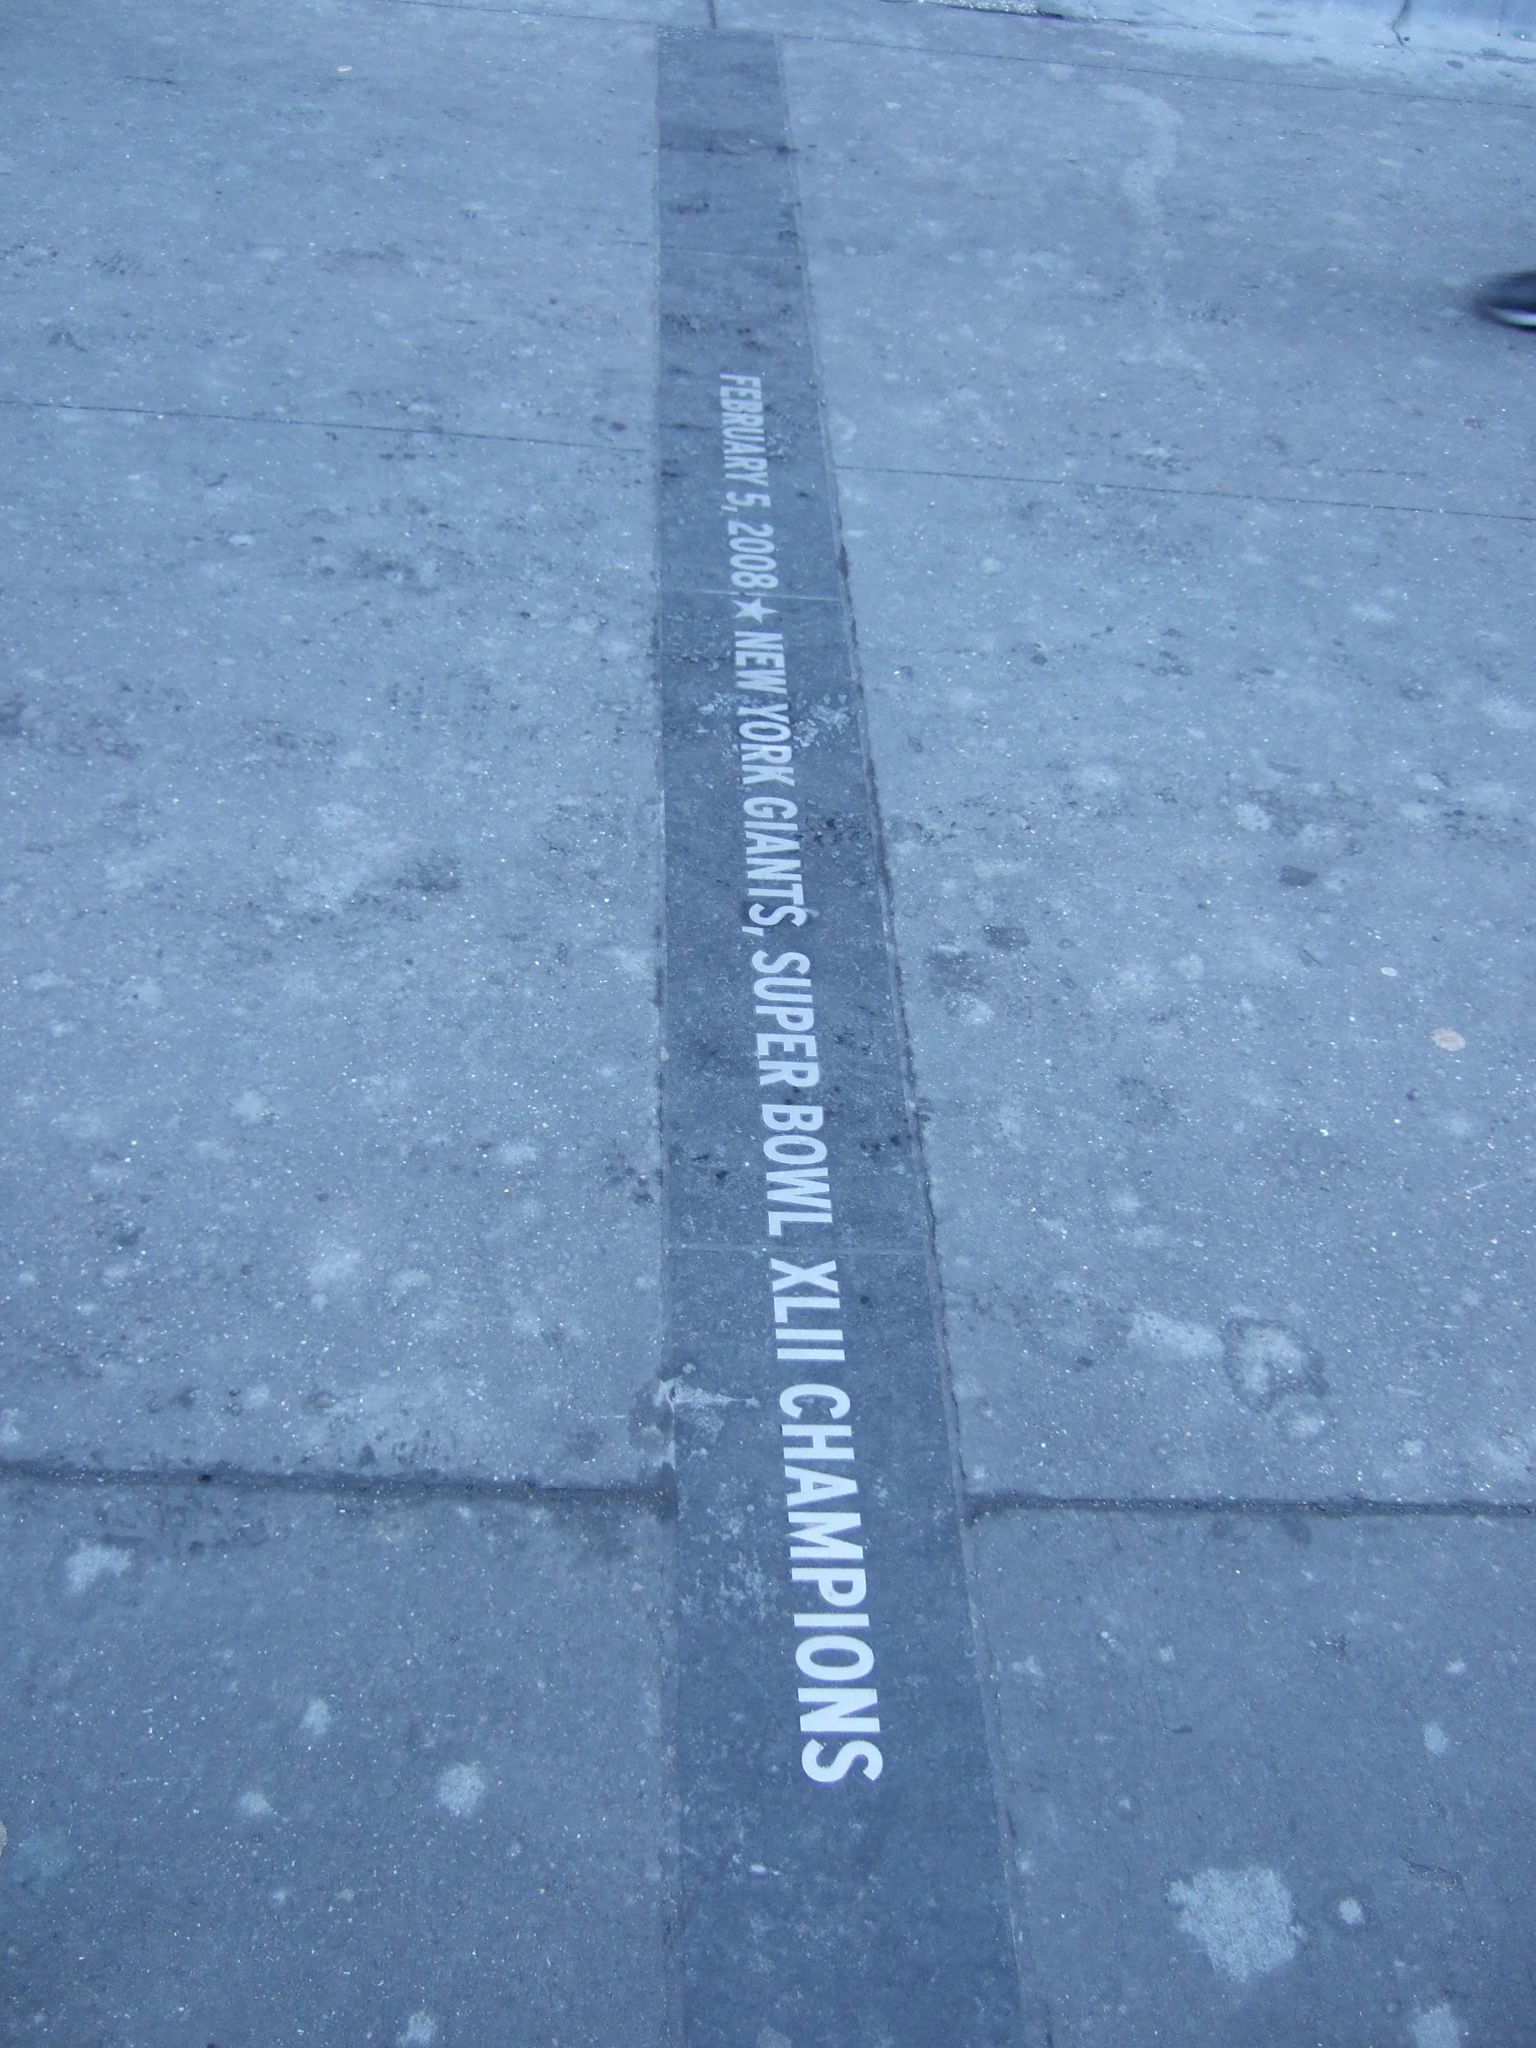 FEBRUARY 5, 2008 ★ NEW YORK GIANTS, SUPER BOWL XLII CHAMPIONS